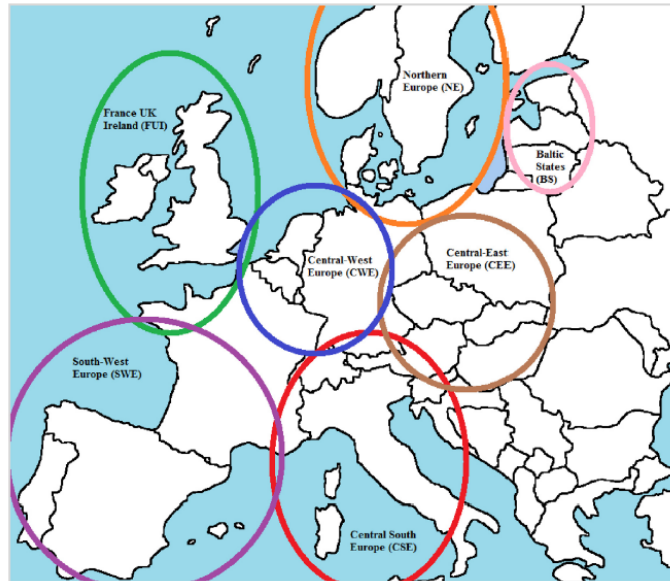 Northern
Europe (NE)
France UK
Ireland (FUI)
Baltic
States
(BS)
Central-West
Europe (CWE)
Central-East
Europe (CEE)
South-West
Europe (SWE)
Central South
Europe (CSE)